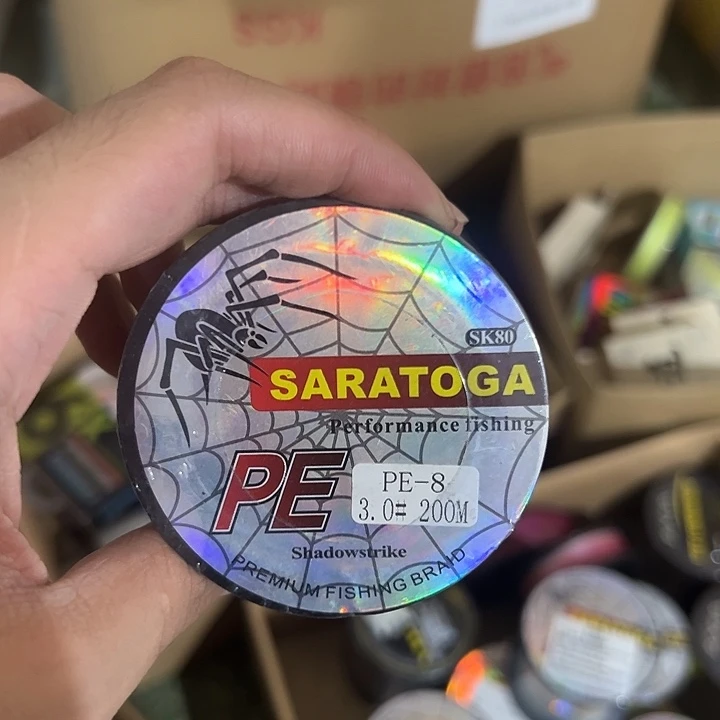 SK80
SARATOGA
Performance fishing
PE
PE-8
3.0# 200M
Shadowstrike
PREMIUM FISHING BRAID